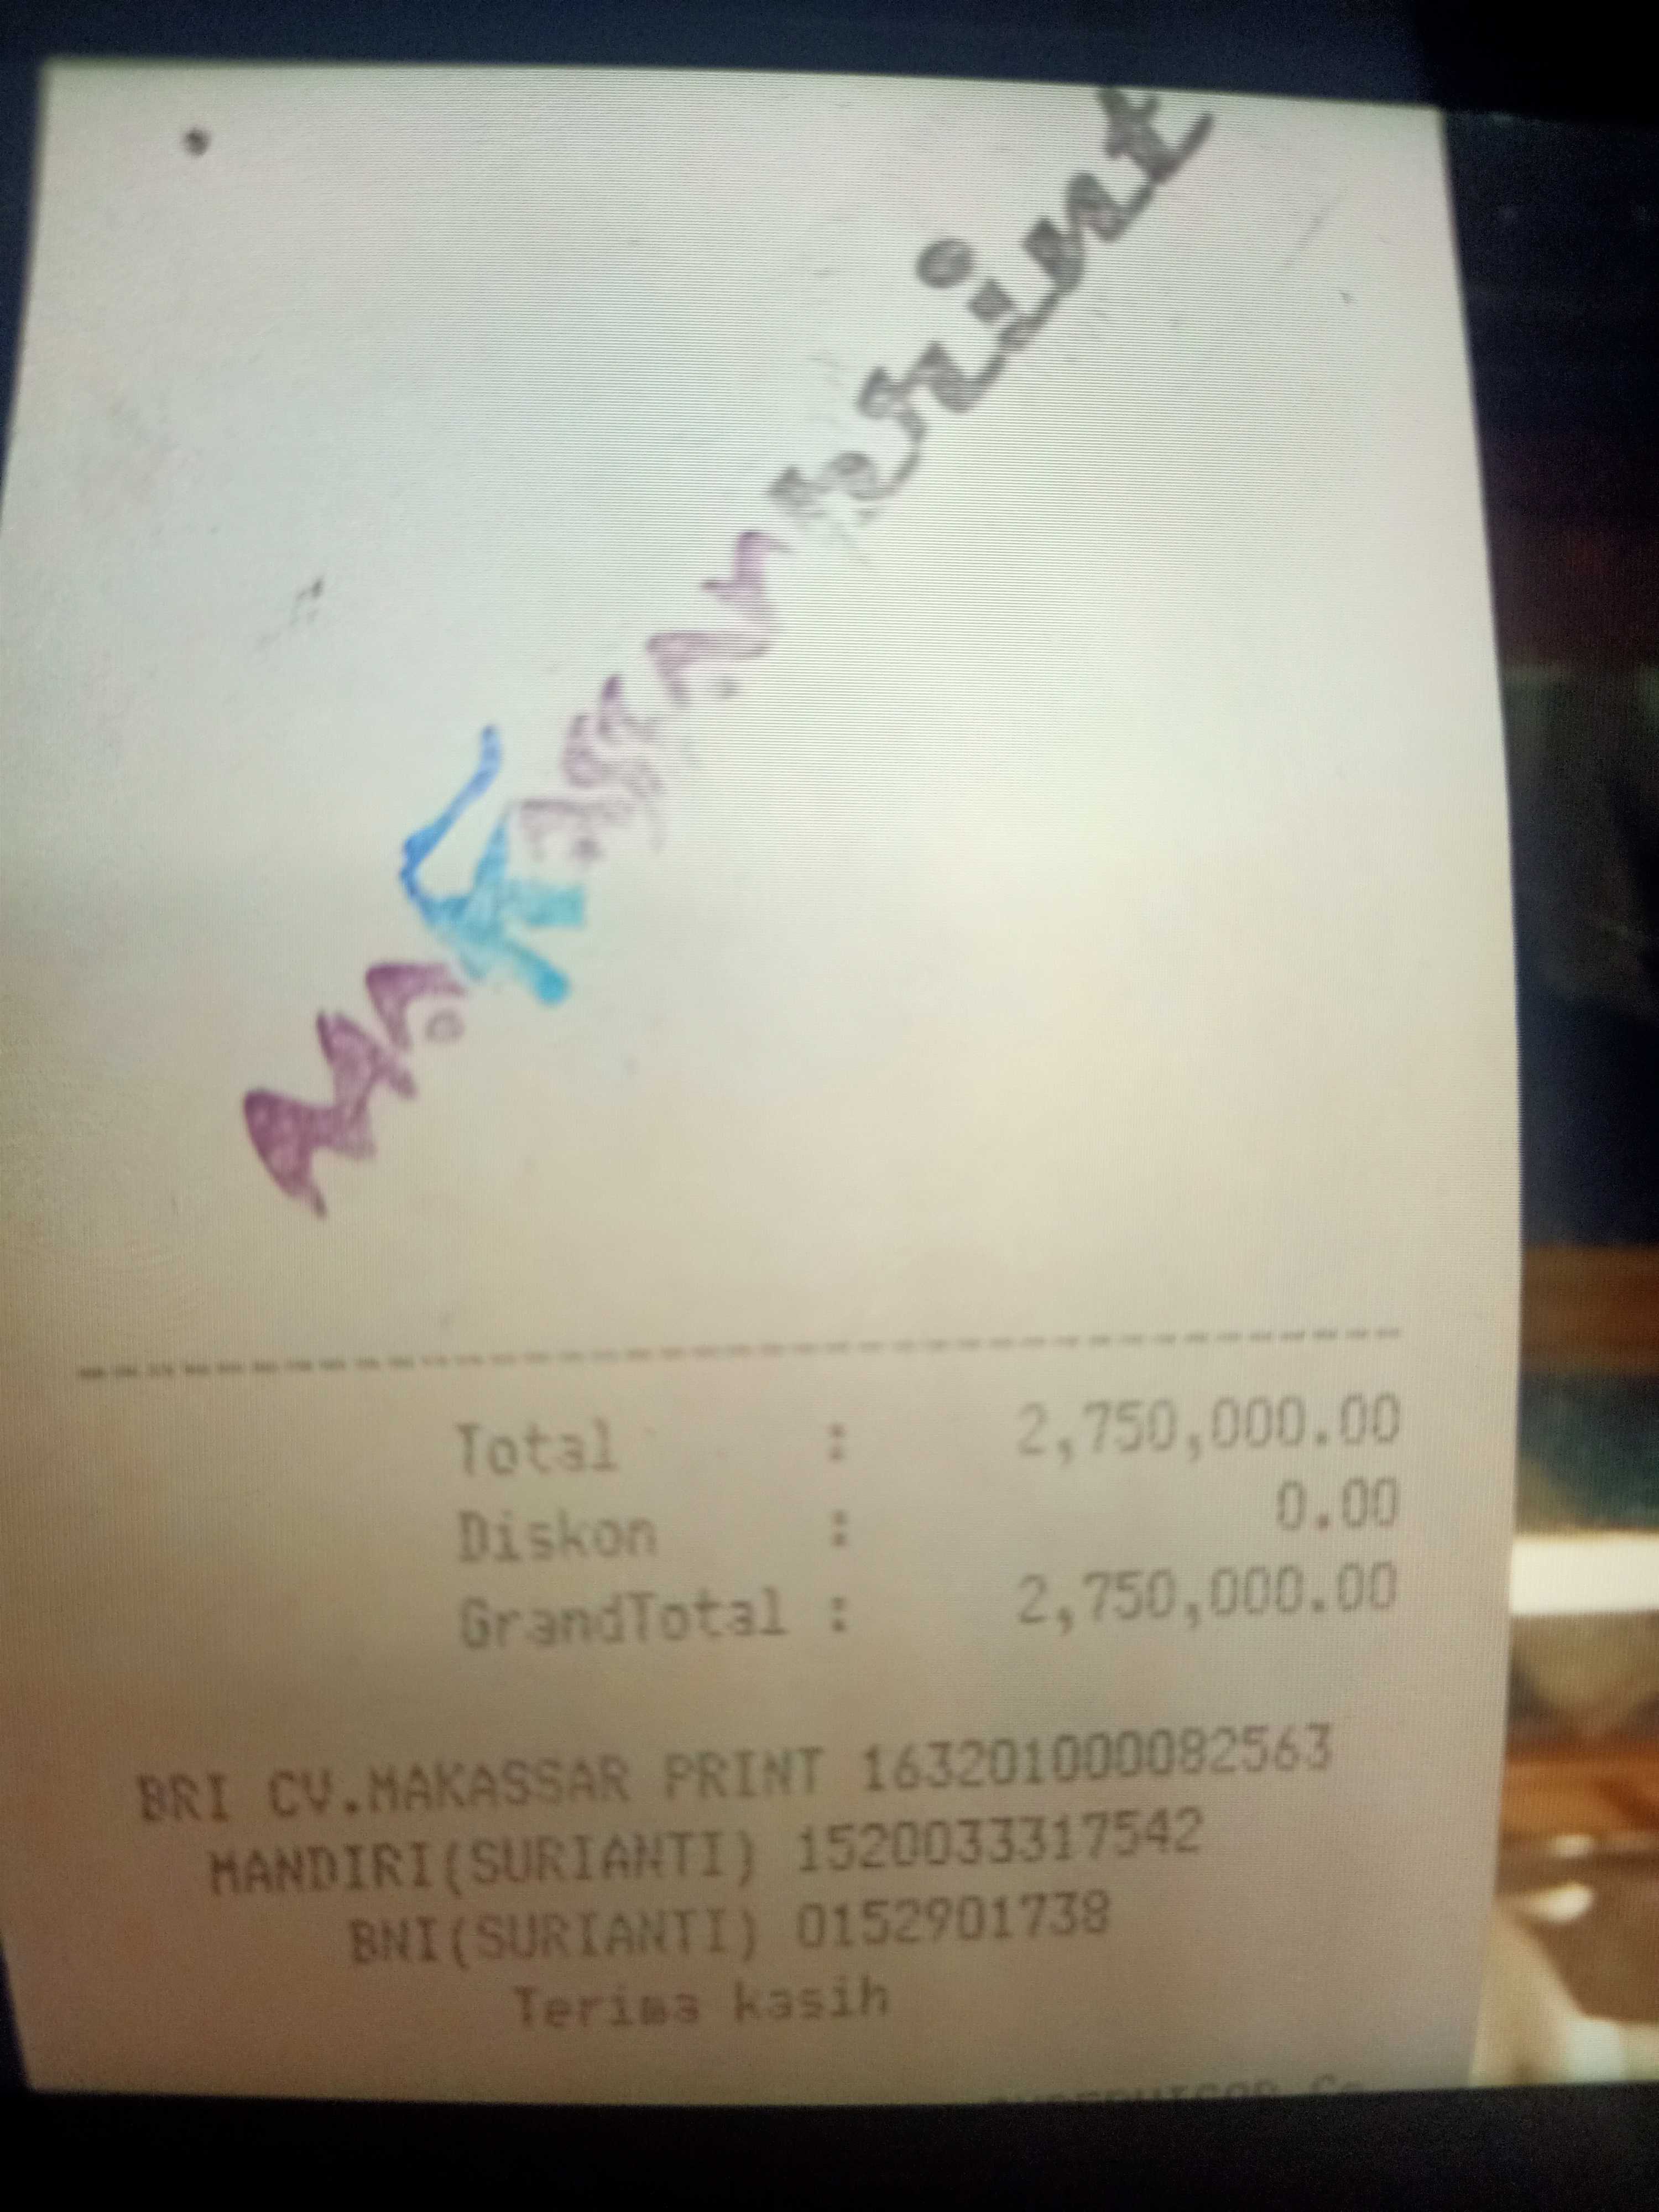 Makassar Print
Total : 2,750,000.00
Diskon : 0.00
GrandTotal : 2,750,000.00
BRI CV.MAKASSAR PRINT 163201000082563
MANDIRI(SURIANTI) 1520033317542
BNI(SURIANTI) 0152901738
Terima kasih